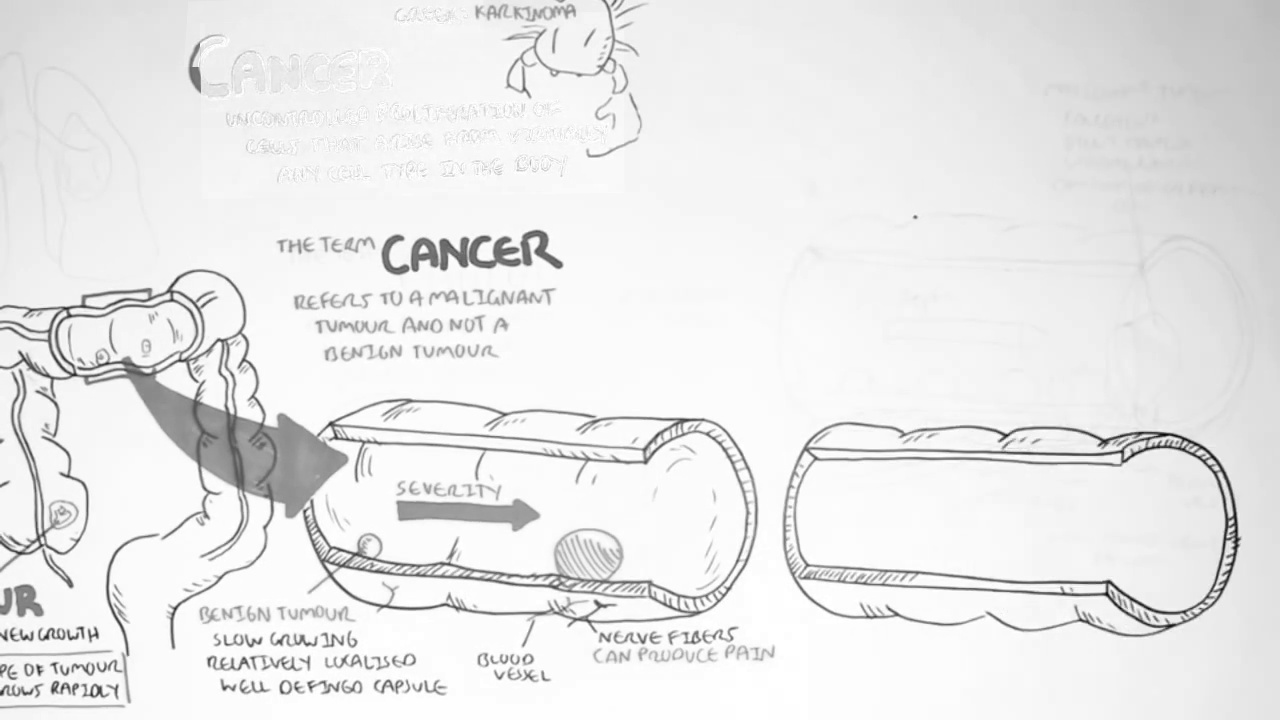 GREEK: KARKINOMA
CANCER
UNCONTROLLED PROLIFERATION OF
CELLS THAT ARISE FROM VIRTUALLY
ANY CELL TYPE IN THE BODY
THE TERM CANCER
REFERS TO A MALIGNANT
TUMOUR AND NOT A
BENIGN TUMOUR
SEVERITY
UR
NEW GROWTH
PE OF TUMOUR
ROWS RAPIDLY
BENIGN TUMOUR
SLOW GROWING
RELATIVELY LOCALISED
WELL DEFINED CAPSULE
BLOOD
VESSEL
NERVE FIBERS
CAN PRODUCE PAIN